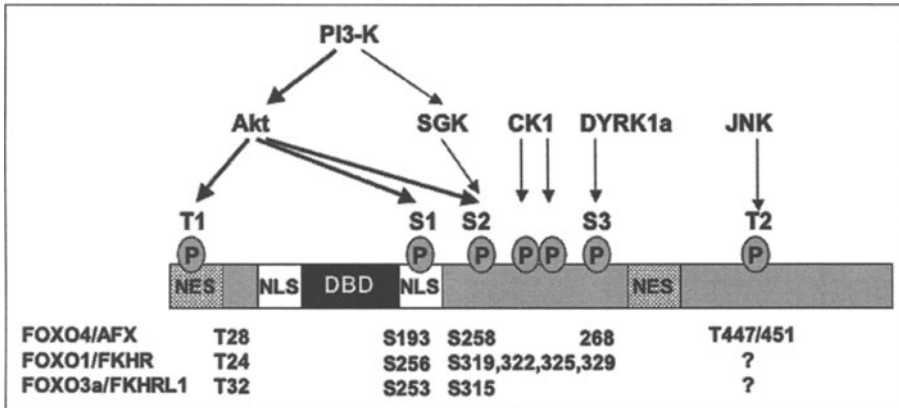 PI3-K
Akt SGK CK1 DYRK1a JNK
T1 S1 S2 S3 T2
P P P P P P P
NES NLS DBD NLS NES
FOXO4/AFX T28 S193 S258 268 T447/451
FOXO1/FKHR T24 S256 S319,322,325,329 ?
FOXO3a/FKHRL1 T32 S253 S315 ?